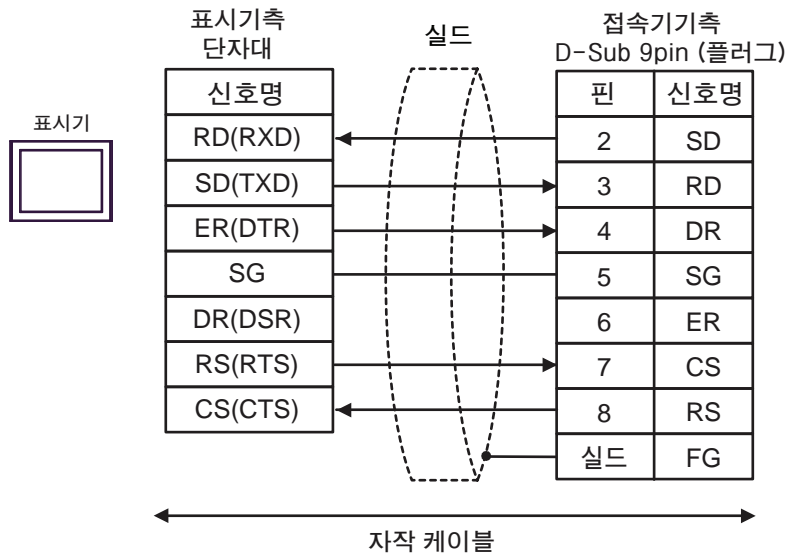 표시기측
단자대
실드
접속기기측
D-Sub 9pin (플러그)
표시기
신호명
핀 신호명
RD(RXD) 2 SD
SD(TXD) 3 RD
ER(DTR) 4 DR
SG 5 SG
DR(DSR) 6 ER
RS(RTS) 7 CS
CS(CTS) 8 RS
실드 FG
자작 케이블